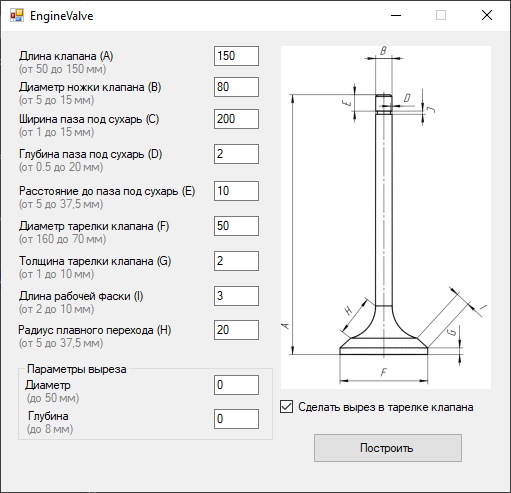 EngineValve
Длина клапана (A)
150
(от 50 до 150 мм)
Диаметр ножки клапана (B)
80
(от 5 до 15 мм)
Ширина паза под сухарь (C)
200
(от 1 до 15 мм)
Глубина паза под сухарь (D)
2
(от 0.5 до 20 мм)
Расстояние до паза под сухарь (E)
10
(от 5 до 37,5 мм)
Диаметр тарелки клапана (F)
50
(от 160 до 70 мм)
Толщина тарелки клапана (G)
2
(от 1 до 10 мм)
Длина рабочей фаски (I)
3
(от 2 до 10 мм)
Радиус плавного перехода (H)
20
(от 5 до 37,5 мм)
Параметры выреза
Диаметр
0
(до 50 мм)
Глубина
0
(до 8 мм)
B
E
D
J
A
H
I
G
F
Сделать вырез в тарелке клапана
Построить